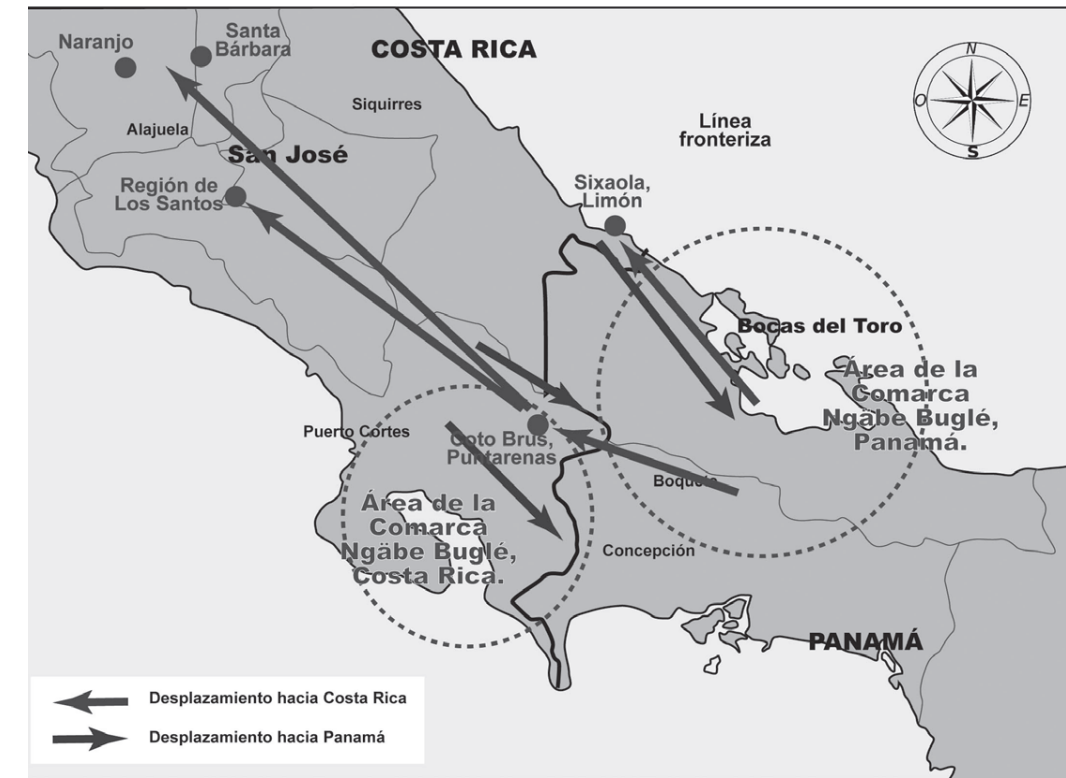 Naranjo
Santa
Bárbara
COSTA RICA
Siquirres
Alajuela
San José
Línea
fronteriza
N
O
E
S
Región de
Los Santos
Sixaola,
Limón
Bocas del Toro
Área de la
Comarca
Ngäbe Buglé,
Panamá.
Puerto Cortes
Coto Brus,
Puntarenas
Boquete
Área de la
Comarca
Ngäbe Buglé,
Costa Rica.
Concepción
PANAMÁ
Desplazamiento hacia Costa Rica
Desplazamiento hacia Panamá